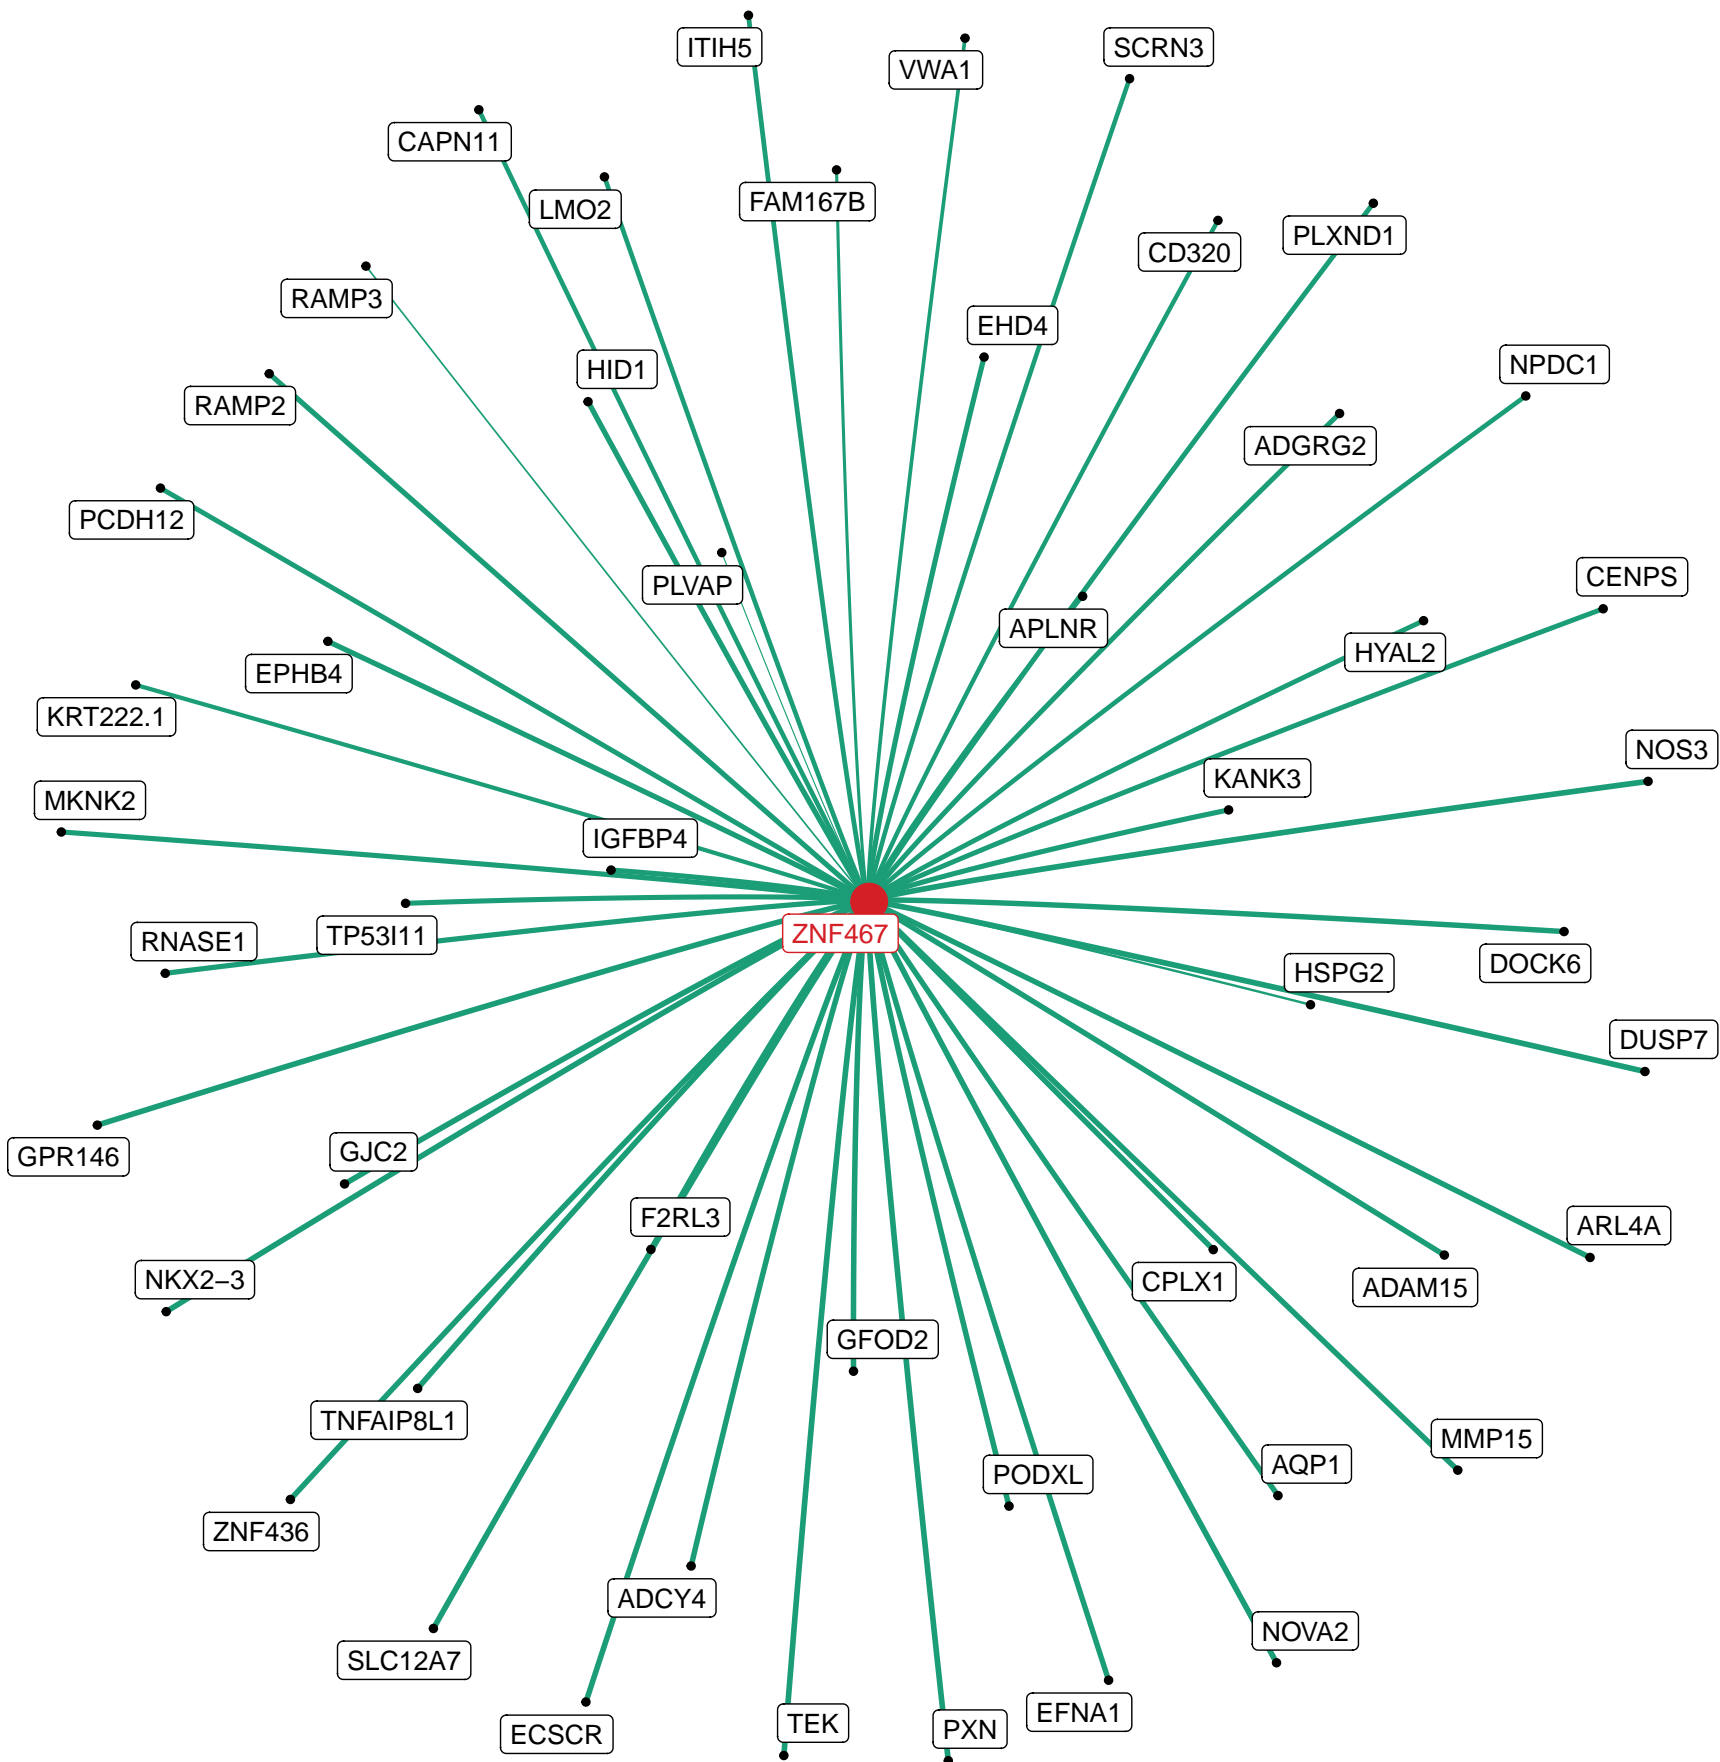 ITIH5
SCRN3
VWA1
CAPN11
FAM167B
LMO2
PLXND1
CD320
RAMP3
EHD4
NPDC1
HID1
RAMP2
ADGRG2
PCDH12
CENPS
PLVAP
APLNR
HYAL2
EPHB4
KRT222.1
NOS3
KANK3
MKNK2
IGFBP4
ZNF467
TP53I11
RNASE1
DOCK6
HSPG2
DUSP7
GJC2
GPR146
F2RL3
ARL4A
NKX2–3
CPLX1
ADAM15
GFOD2
TNFAIP8L1
MMP15
AQP1
PODXL
ZNF436
ADCY4
NOVA2
SLC12A7
EFNA1
TEK
PXN
ECSCR